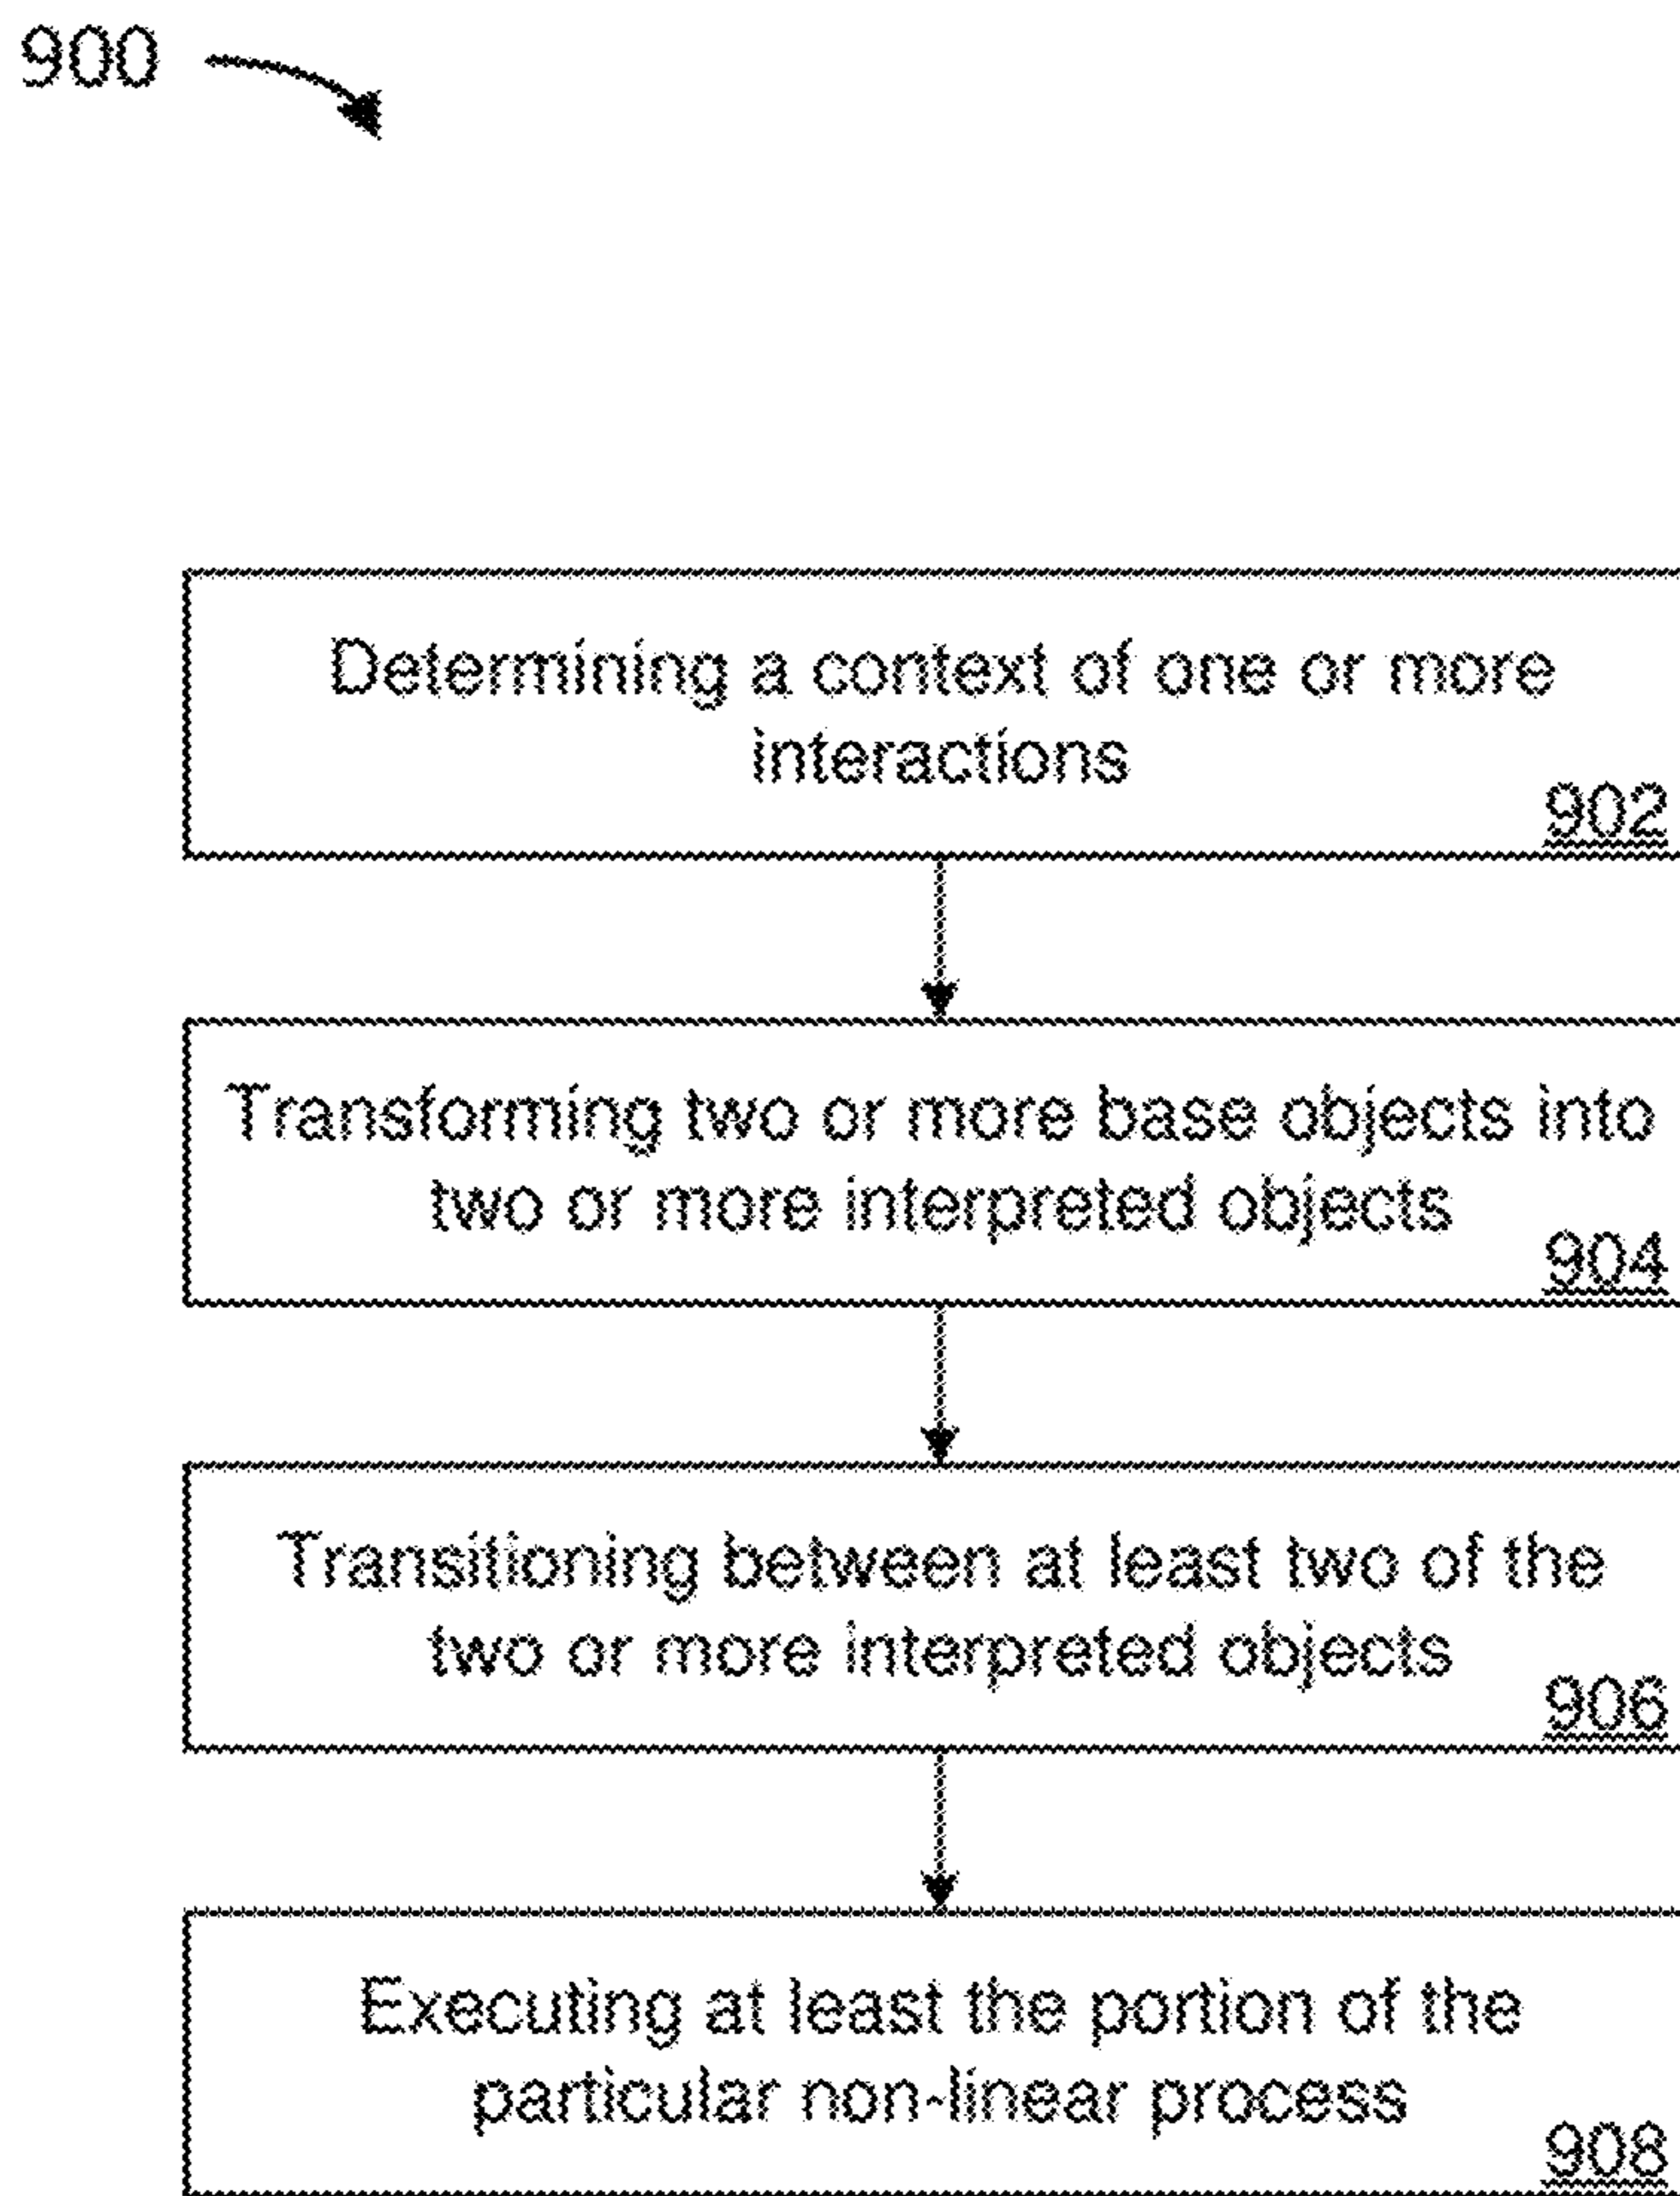 900
Determining a context of one or more
interactions
902
Transforming two or more base objects into
two or more interpreted objects
904
Transitioning between at least two of the
two or more interpreted objects
906
Executing at least the portion of the
particular non-linear process
908